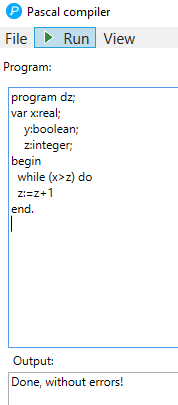 Pascal compiler
File Run View
Program:
program dz;
var x:real;
y:boolean;
z:integer;
begin
while (x>z) do
z:=z+1
end.
Output:
Done, without errors!